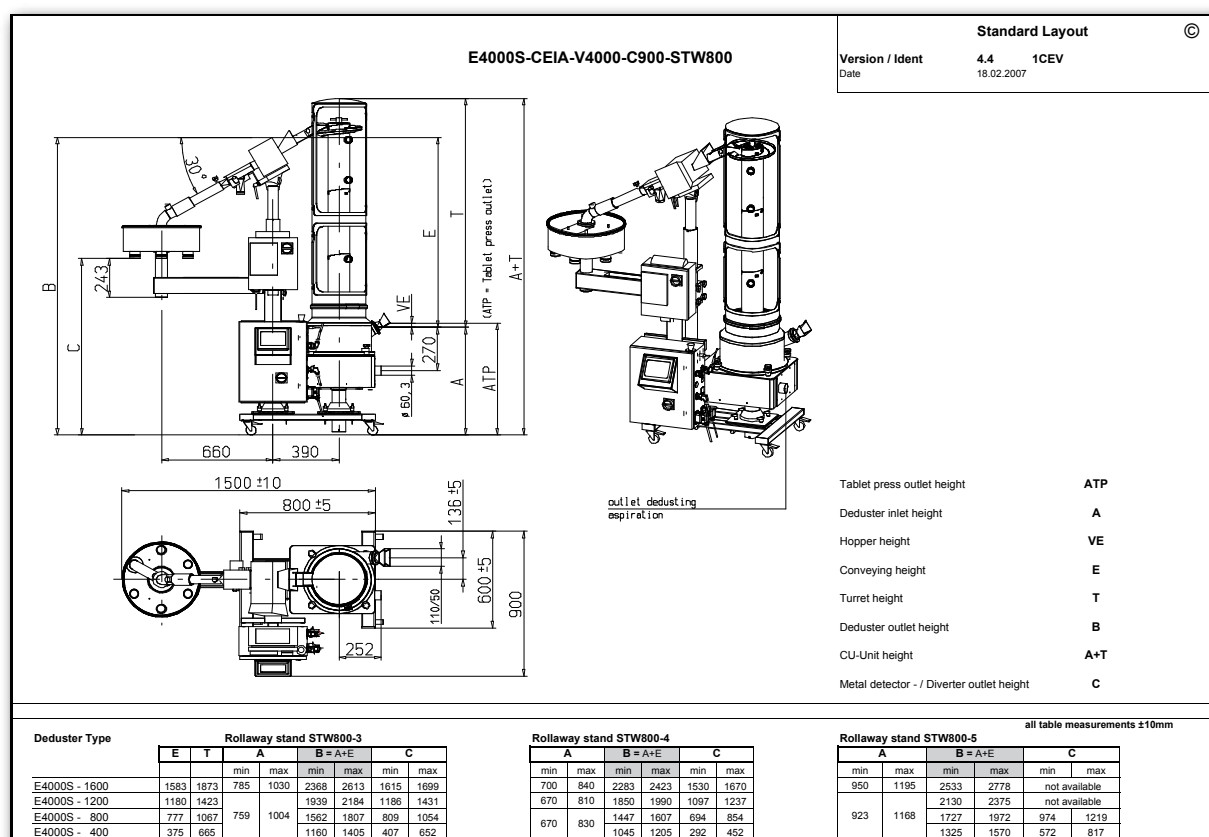 Standard Layout ©
E4000S-CEIA-V4000-C900-STW800
Version / Ident 4.4 1CEV
Date 18.02.2007
30°
B
C
243
T
E
(ATP = Tablet press outlet)
A+T
VE
270
A
ATP
ø 60,3
660
390
1500 ±10
800 ±5
136 ±5
600 ±5
900
110/50
252
outlet dedusting
aspiration
Tablet press outlet height ATP
Deduster inlet height A
Hopper height VE
Conveying height E
Turret height T
Deduster outlet height B
CU-Unit height A+T
Metal detector - / Diverter outlet height C
all table measurements ±10mm
Deduster Type Rollaway stand STW800-3 Rollaway stand STW800-4 Rollaway stand STW800-5
E T A B = A+E C A B = A+E C A B = A+E C
min max min max min max min max min max min max min max min max min max
E4000S - 1600 1583 1873 785 1030 2368 2613 1615 1699 700 840 2283 2423 1530 1670 950 1195 2533 2778 not available
E4000S - 1200 1180 1423 1939 2184 1186 1431 670 810 1850 1990 1097 1237 2130 2375 not available
E4000S - 800 777 1067 759 1004 1562 1807 809 1054 670 830 1447 1607 694 854 923 1168 1727 1972 974 1219
E4000S - 400 375 665 1160 1405 407 652 1045 1205 292 452 1325 1570 572 817